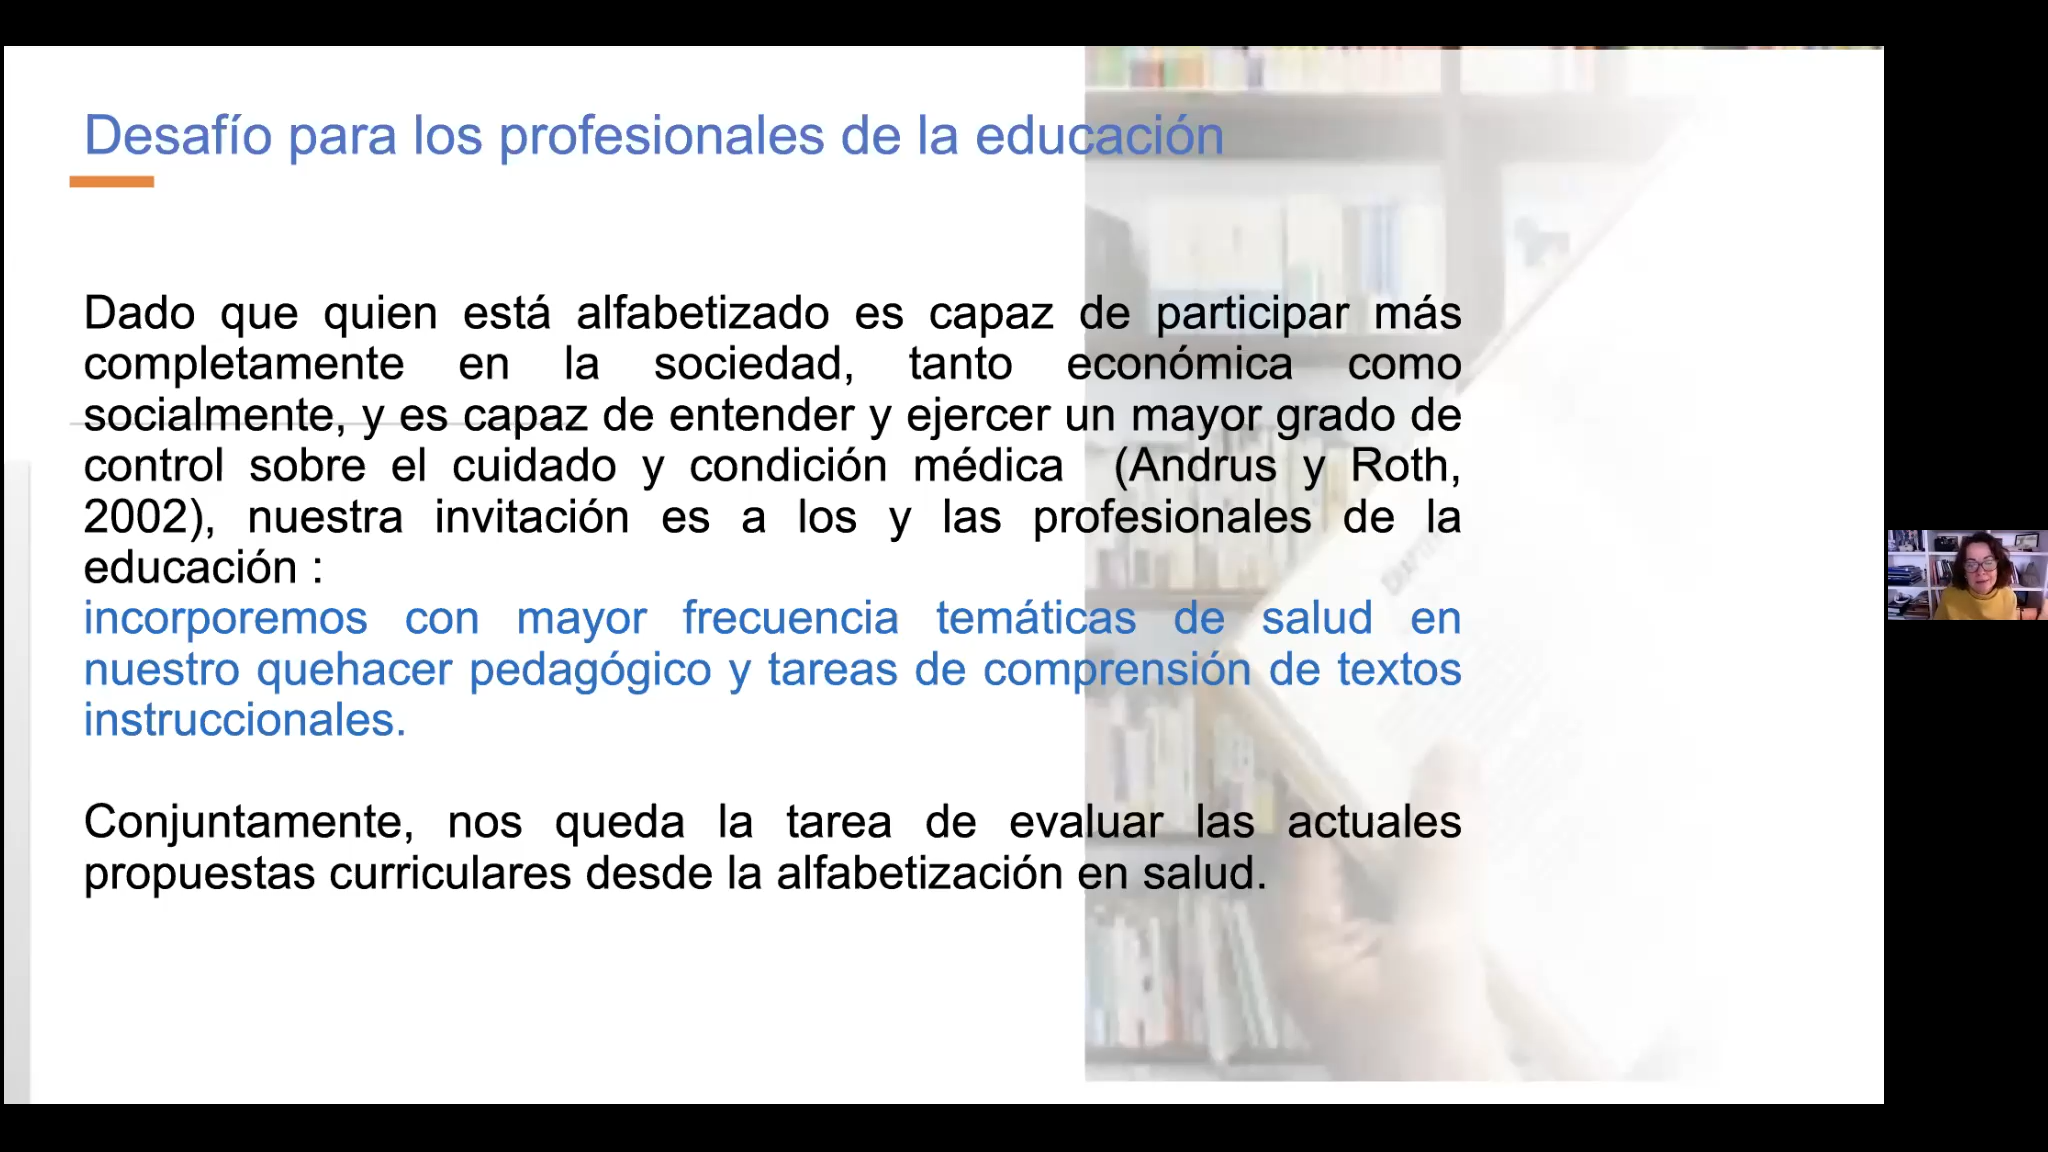 Desafío para los profesionales de la educación
Dado que quien está alfabetizado es capaz de participar más
completamente en la sociedad, tanto económica como
socialmente, y es capaz de entender y ejercer un mayor grado de
control sobre el cuidado y condición médica (Andrus y Roth,
2002), nuestra invitación es a los y las profesionales de la
educación :
incorporemos con mayor frecuencia temáticas de salud en
nuestro quehacer pedagógico y tareas de comprensión de textos
instruccionales.
Conjuntamente, nos queda la tarea de evaluar las actuales
propuestas curriculares desde la alfabetización en salud.